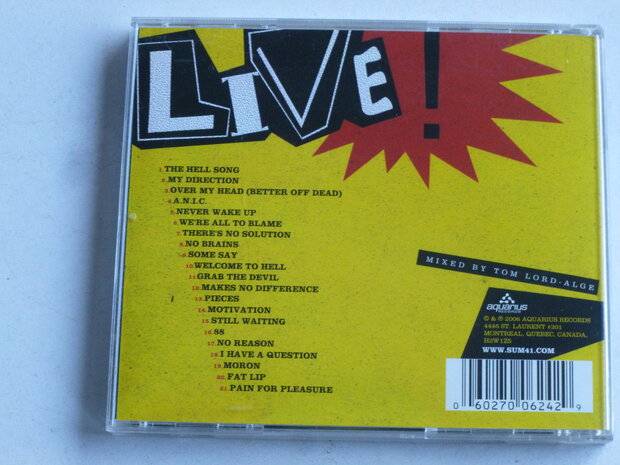 LIVE!
1. THE HELL SONG
2. MY DIRECTION
3. OVER MY HEAD (BETTER OFF DEAD)
4. A.N.I.C.
5. NEVER WAKE UP
6. WE'RE ALL TO BLAME
7. THERE'S NO SOLUTION
8. NO BRAINS
9. SOME SAY
10. WELCOME TO HELL
11. GRAB THE DEVIL
12. MAKES NO DIFFERENCE
13. PIECES
14. MOTIVATION
15. STILL WAITING
16. 88
17. NO REASON
18. I HAVE A QUESTION
19. MORON
20. FAT LIP
21. PAIN FOR PLEASURE
MIXED BY TOM LORD-ALGE
aquarius
RECORDS
© & ℗ 2006 AQUARIUS RECORDS
4446 ST. LAURENT #301
MONTREAL, QUEBEC, CANADA,
H2W1Z5
WWW.SUM41.COM
0 60270 06242 9